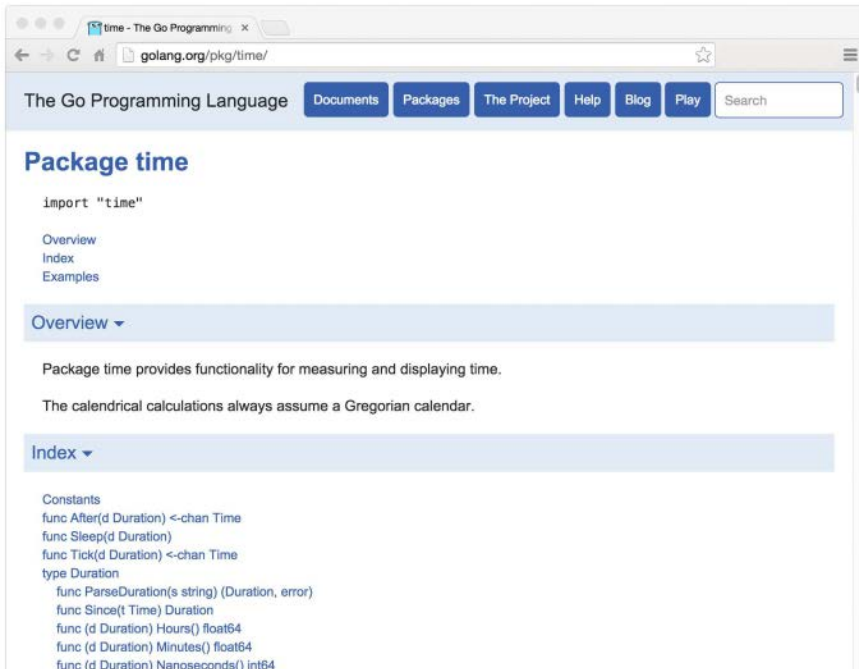 time - The Go Programming
golang.org/pkg/time/
The Go Programming Language Documents Packages The Project Help Blog Play Search
Package time
import "time"
Overview
Index
Examples
Overview
Package time provides functionality for measuring and displaying time.
The calendrical calculations always assume a Gregorian calendar.
Index
Constants
func After(d Duration) <-chan Time
func Sleep(d Duration)
func Tick(d Duration) <-chan Time
type Duration
func ParseDuration(s string) (Duration, error)
func Since(t Time) Duration
func (d Duration) Hours() float64
func (d Duration) Minutes() float64
func (d Duration) Nanoseconds() int64